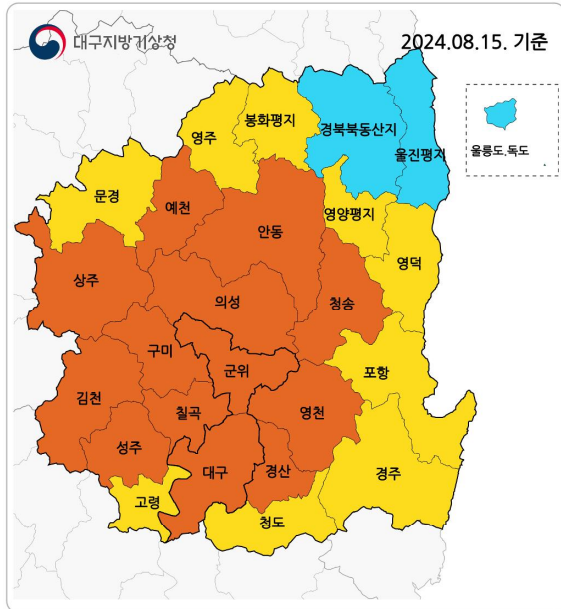 대구지방기상청
2024.08.15. 기준
봉화평지
영주
경북북동산지
울진평지
울릉도.독도
문경
예천
영양평지
안동
영덕
상주
의성
청송
구미
군위
포항
김천
칠곡
영천
성주
대구
경산
경주
고령
청도